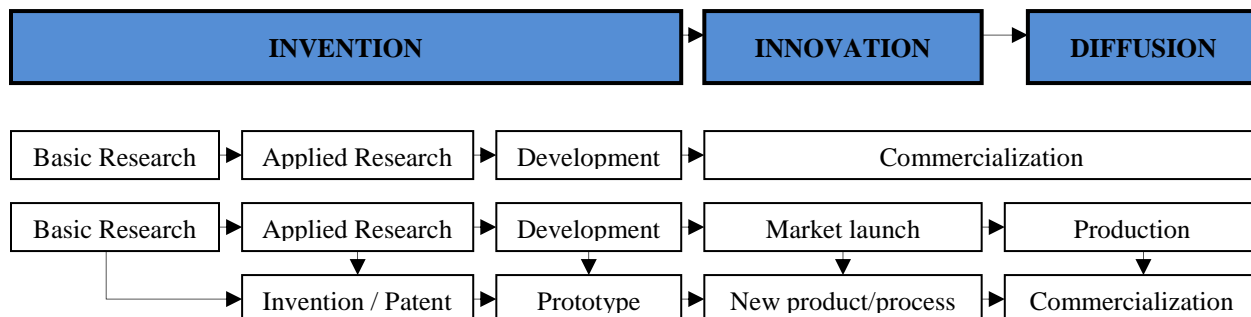 INVENTION INNOVATION DIFFUSION
Basic Research Applied Research Development Commercialization
Basic Research Applied Research Development Market launch Production
Invention / Patent Prototype New product/process Commercialization